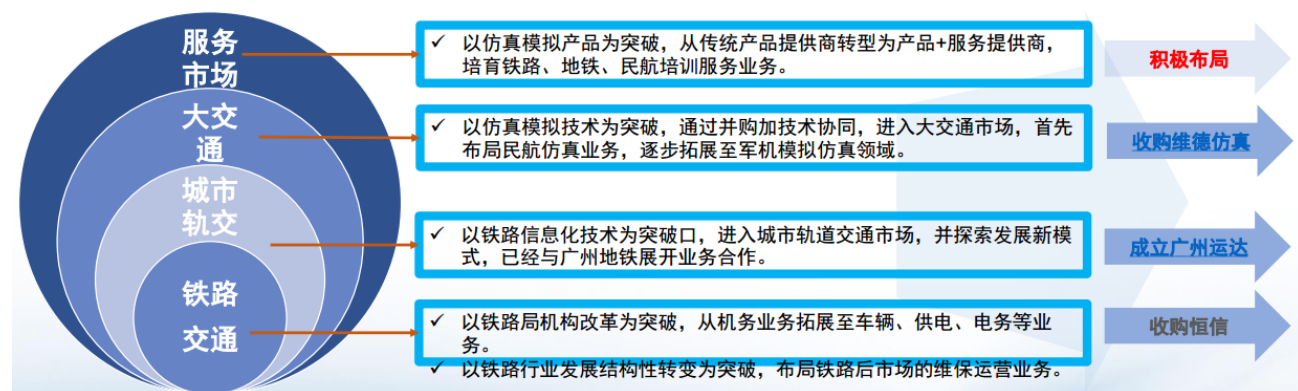 服务
市场
✓ 以仿真模拟产品为突破，从传统产品提供商转型为产品+服务提供商，
培育铁路、地铁、民航培训服务业务。
积极布局
大交
通
✓ 以仿真模拟技术为突破，通过并购加技术协同，进入大交通市场，首先
布局民航仿真业务，逐步拓展至军机模拟仿真领域。
收购维德仿真
城市
轨交
✓ 以铁路信息化技术为突破口，进入城市轨道交通市场，并探索发展新模
式，已经与广州地铁展开业务合作。
成立广州运达
铁路
交通
✓ 以铁路局机构改革为突破，从机务业务拓展至车辆、供电、电务等业
务。
✓ 以铁路行业发展结构性转变为突破，布局铁路后市场的维保运营业务。
收购恒信